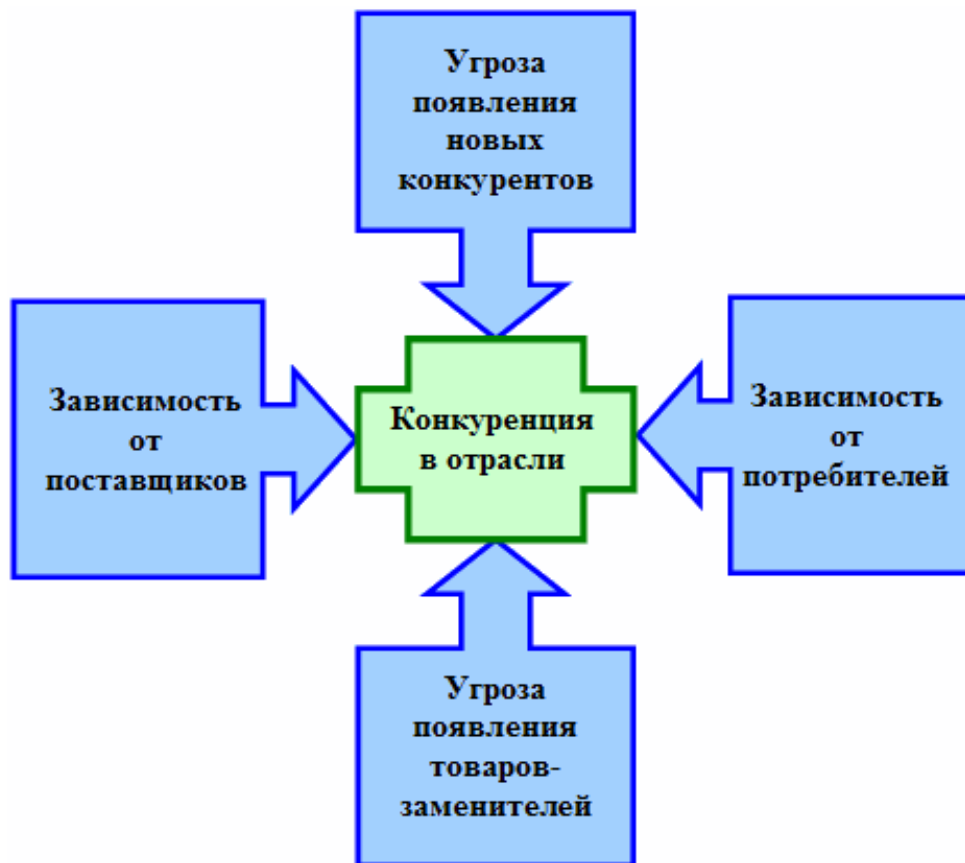 Угроза
появления
новых
конкурентов
Зависимость
от
поставщиков
Конкуренция
в отрасли
Зависимость
от
потребителей
Угроза
появления
товаров-
заменителей